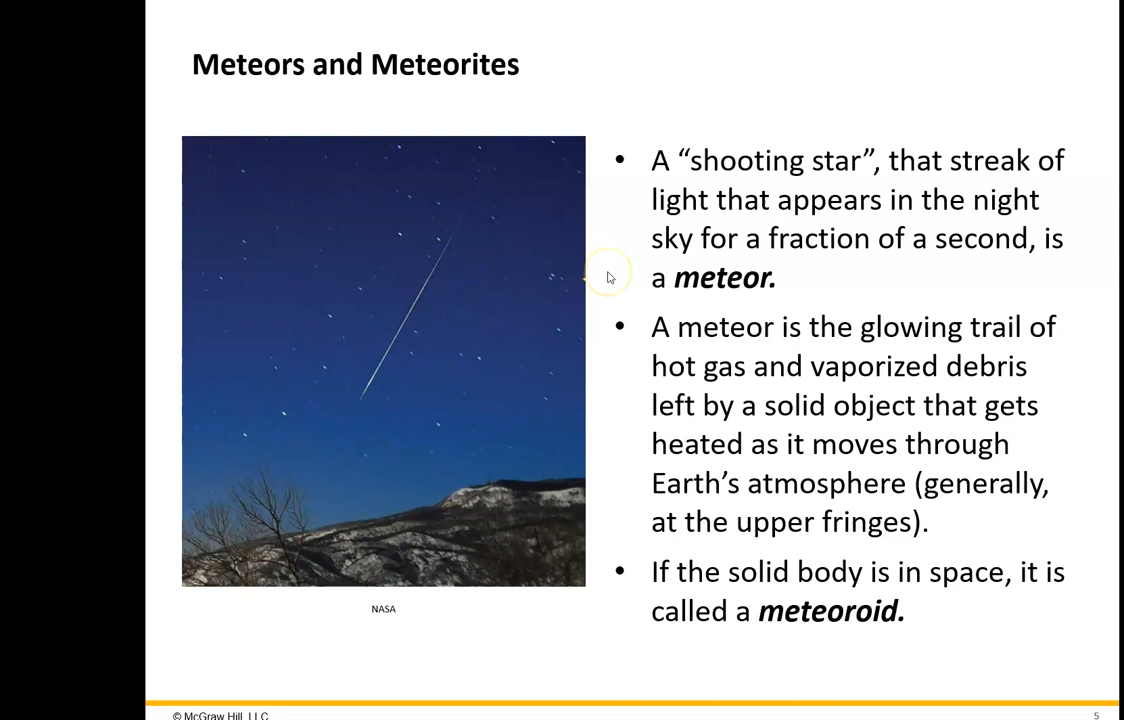 Meteors and Meteorites
• A “shooting star”, that streak of
light that appears in the night
sky for a fraction of a second, is
a meteor.
• A meteor is the glowing trail of
hot gas and vaporized debris
left by a solid object that gets
heated as it moves through
Earth’s atmosphere (generally,
at the upper fringes).
• If the solid body is in space, it is
called a meteoroid.
NASA
© McGraw Hill, LLC
5